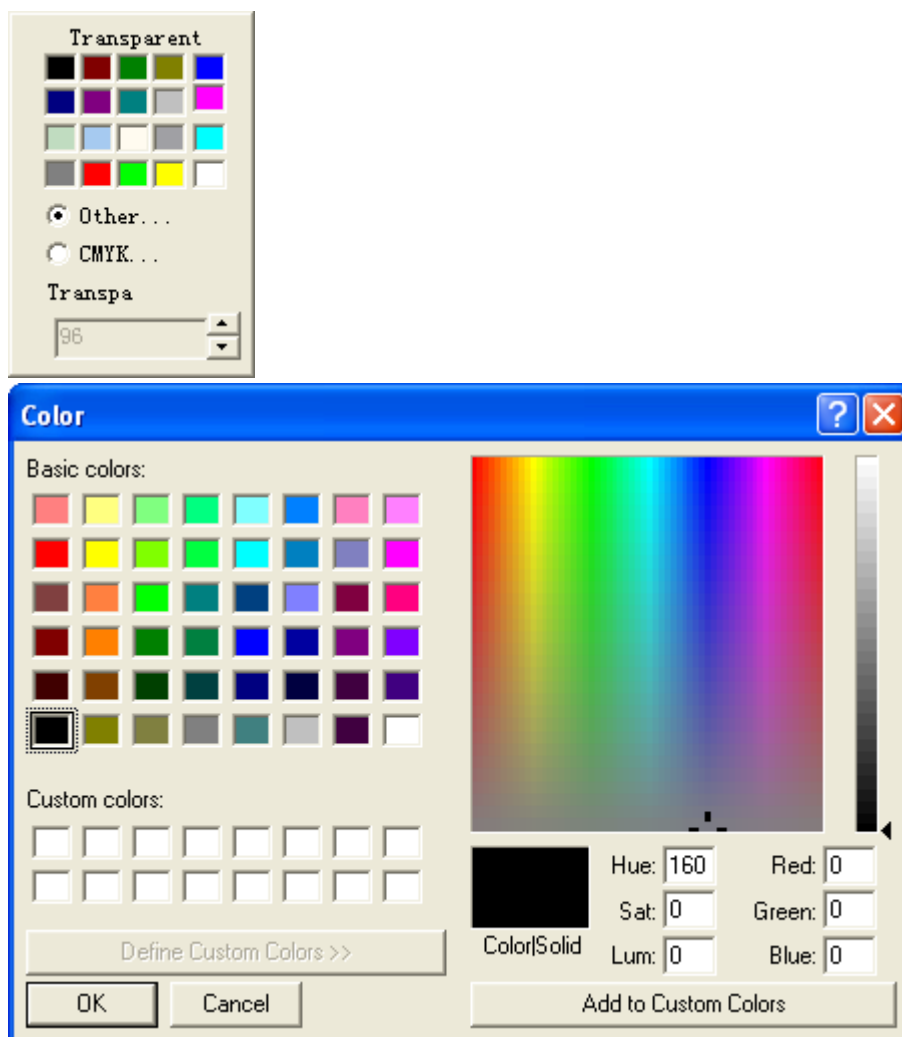 Transparent
Other...
CMYK...
Transpa
96
Color
Basic colors:
Custom colors:
Define Custom Colors >>
OK Cancel
Color|Solid
Hue: 160 Red: 0
Sat: 0 Green: 0
Lum: 0 Blue: 0
Add to Custom Colors